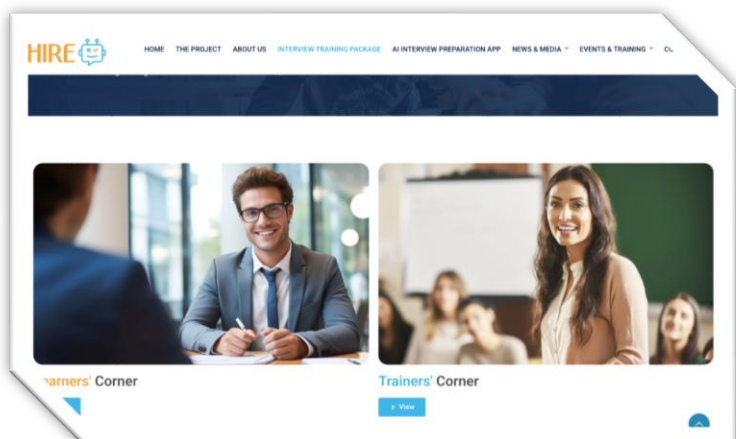 HIRE
HOME THE PROJECT ABOUT US INTERVIEW TRAINING PACKAGE AI INTERVIEW PREPARATION APP NEWS & MEDIA EVENTS & TRAINING
Corner
Trainers' Corner
View